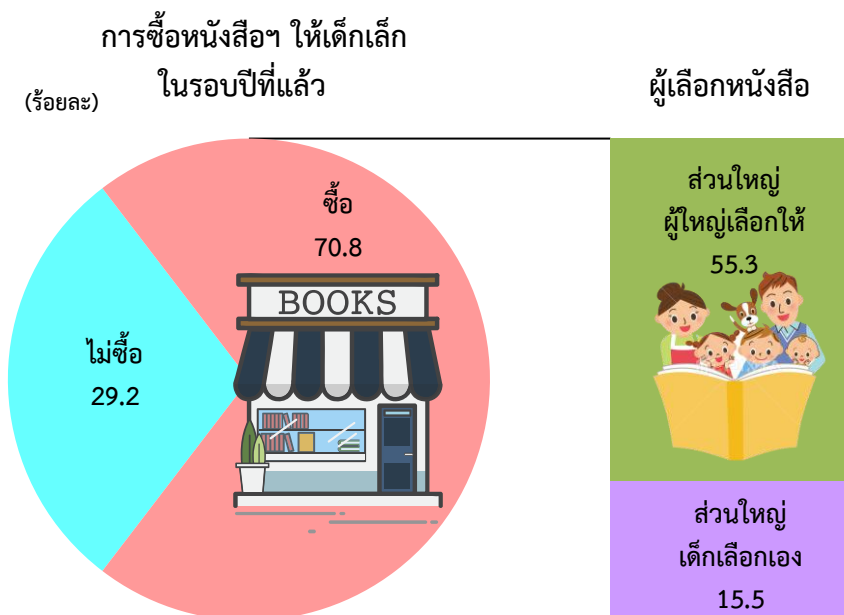 การซื้อหนังสือฯ ให้เด็กเล็ก
ในรอบปีที่แล้ว
(ร้อยละ)
ผู้เลือกหนังสือ
ซื้อ
70.8
BOOKS
ไม่ซื้อ
29.2
ส่วนใหญ่
ผู้ใหญ่เลือกให้
55.3
ส่วนใหญ่
เด็กเลือกเอง
15.5